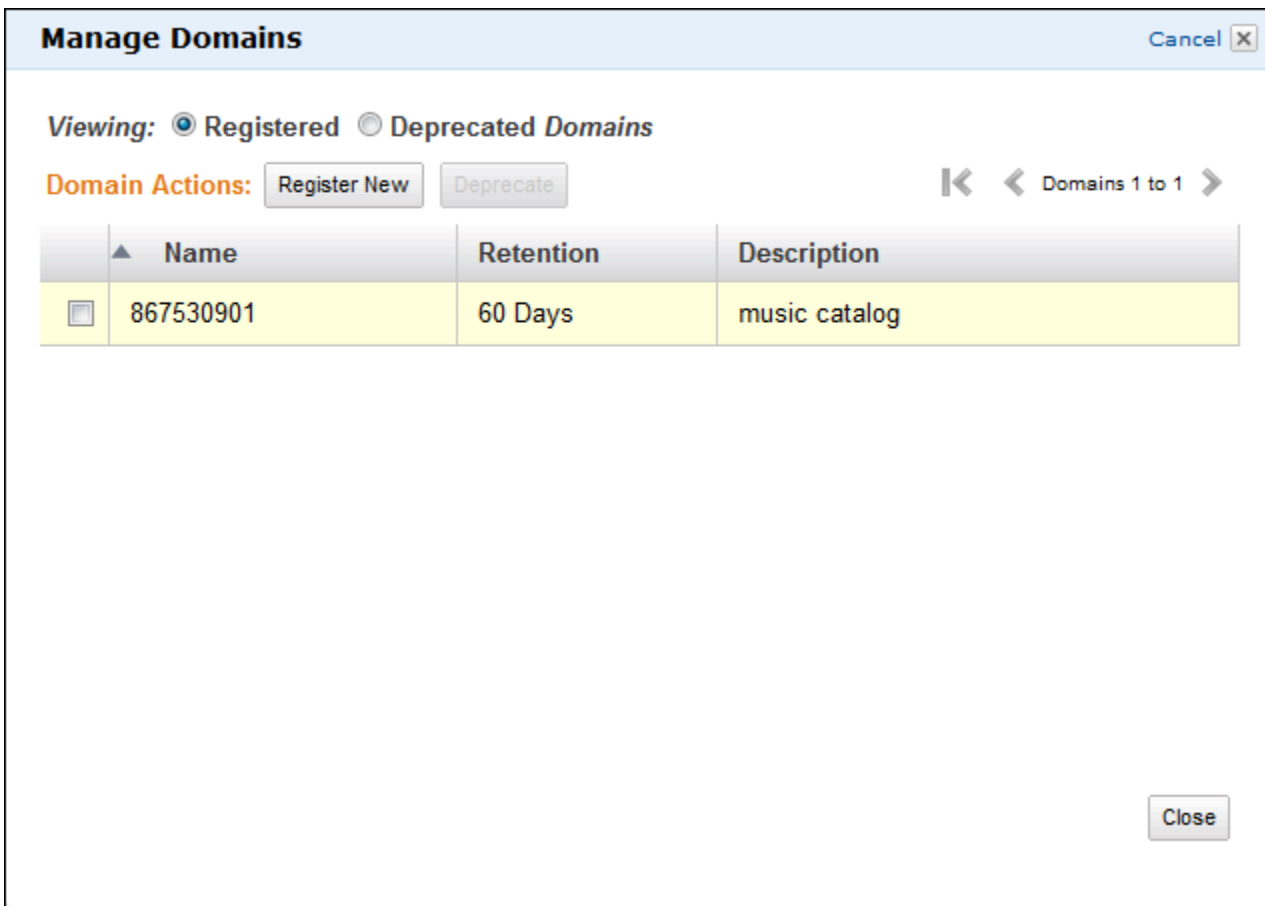 Manage Domains Cancel
Viewing: Registered Deprecated Domains
Domain Actions: Register New Deprecate Domains 1 to 1
Name Retention Description
867530901 60 Days music catalog
Close